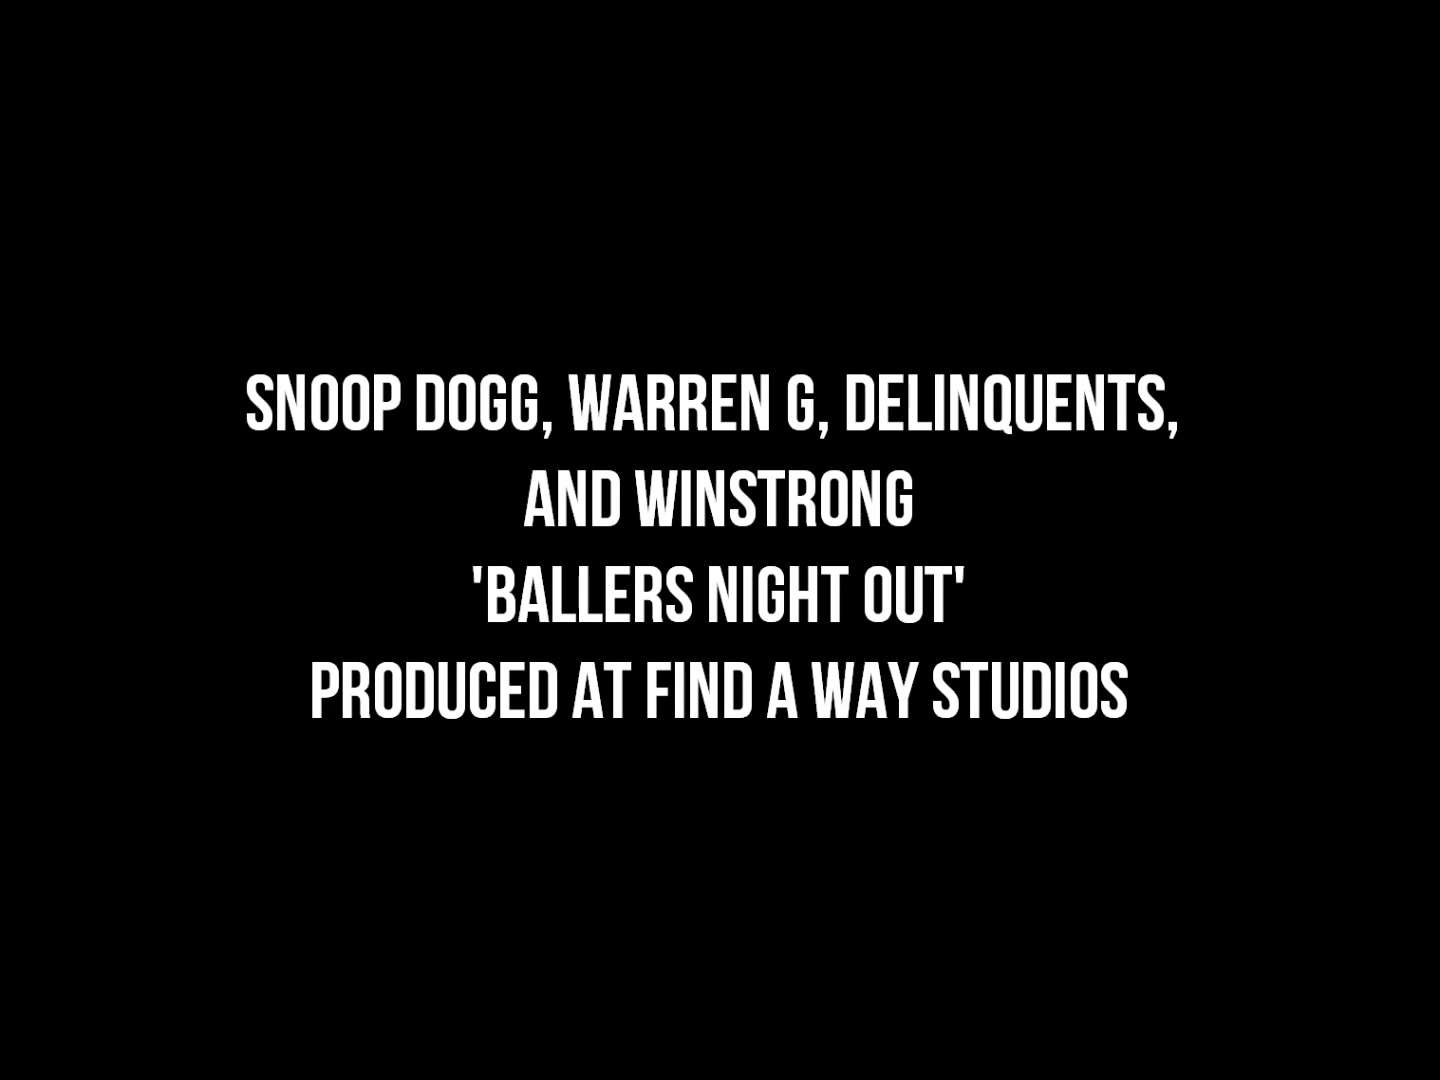 SNOOP DOGG, WARREN G, DELINQUENTS,
AND WINSTRONG
'BALLERS NIGHT OUT'
PRODUCED AT FIND A WAY STUDIOS